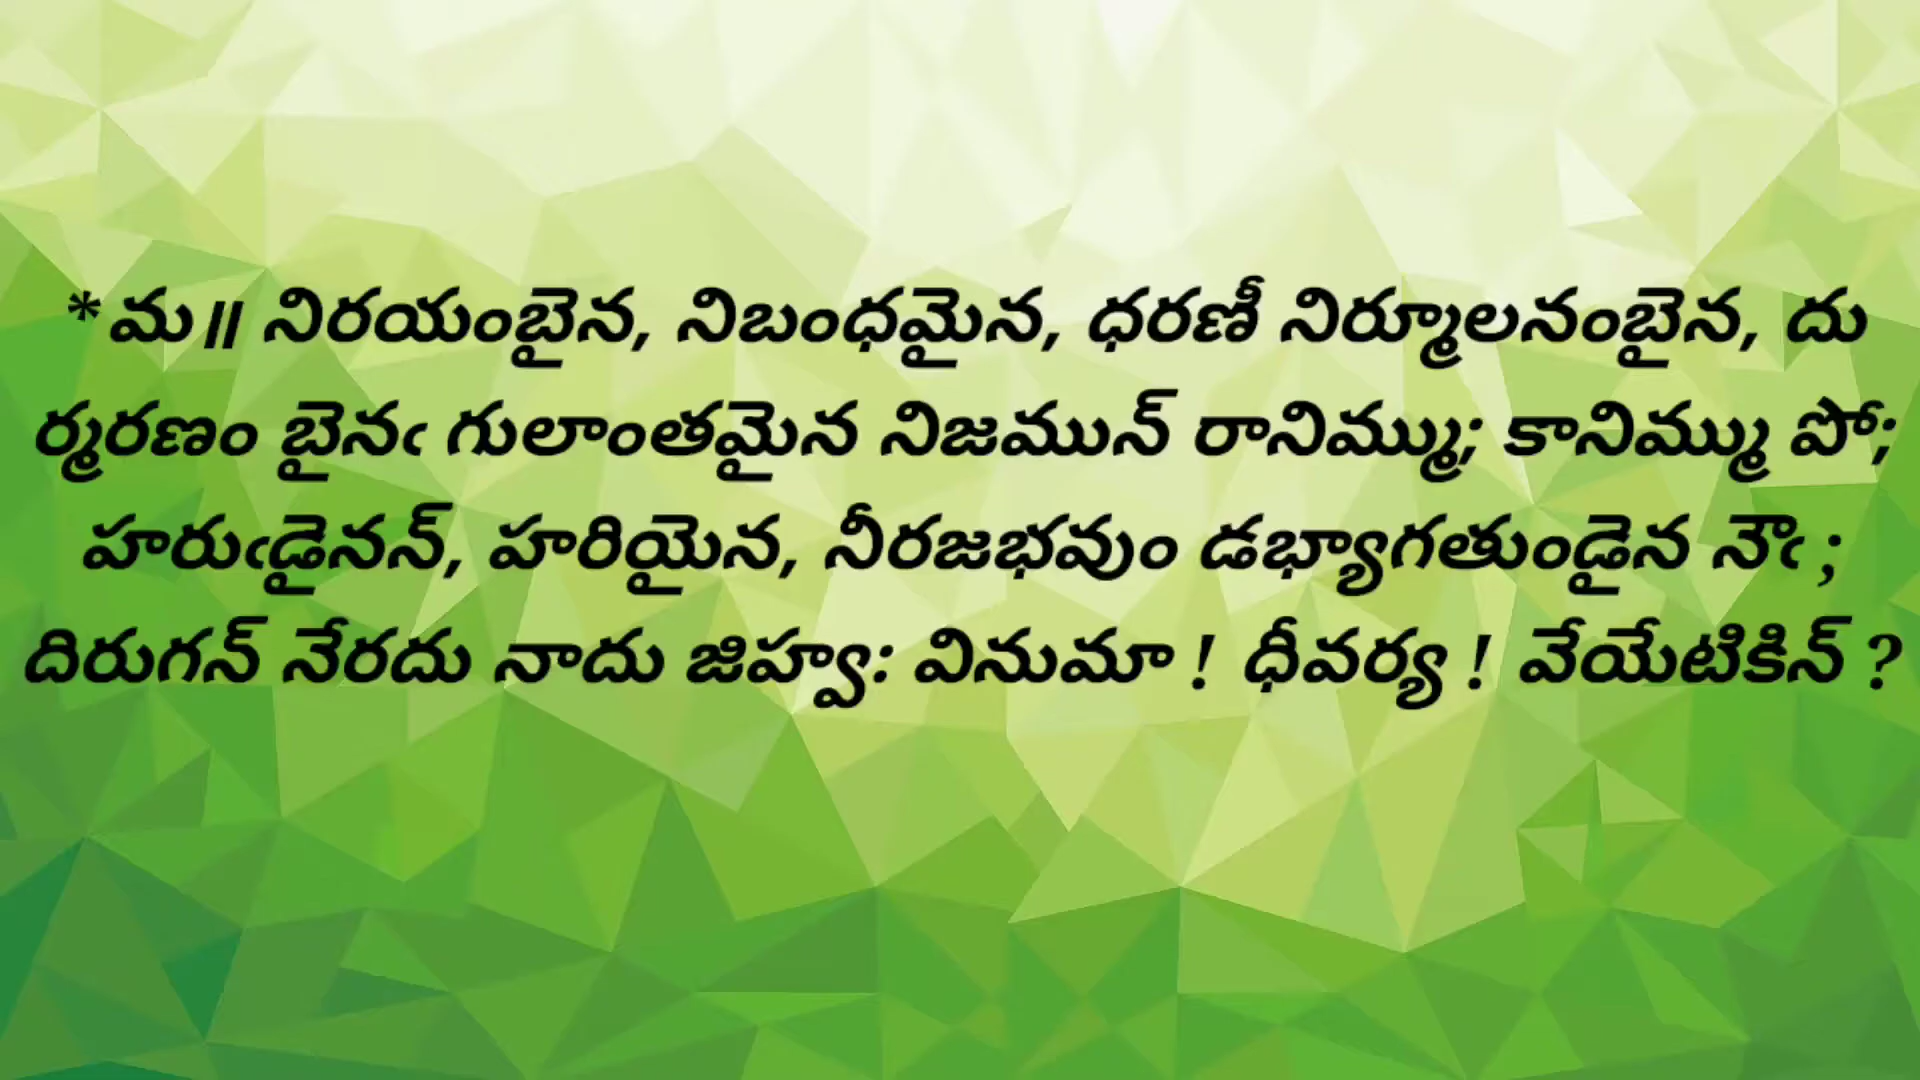 *మ॥ నిరయంబైన, నిబంధమైన, ధరణీ నిర్మూలనంబైన, దు
ర్మరణం బైనఁ గులాంతమైన నిజమున్ రానిమ్ము; కానిమ్ము పో;
హరుఁడైనన్, హరియైన, నీరజభవుం డభ్యాగతుండైన నౌఁ ;
దిరుగన్ నేరదు నాదు జిహ్వ: వినుమా ! ధీవర్య ! వేయేటికిన్ ?